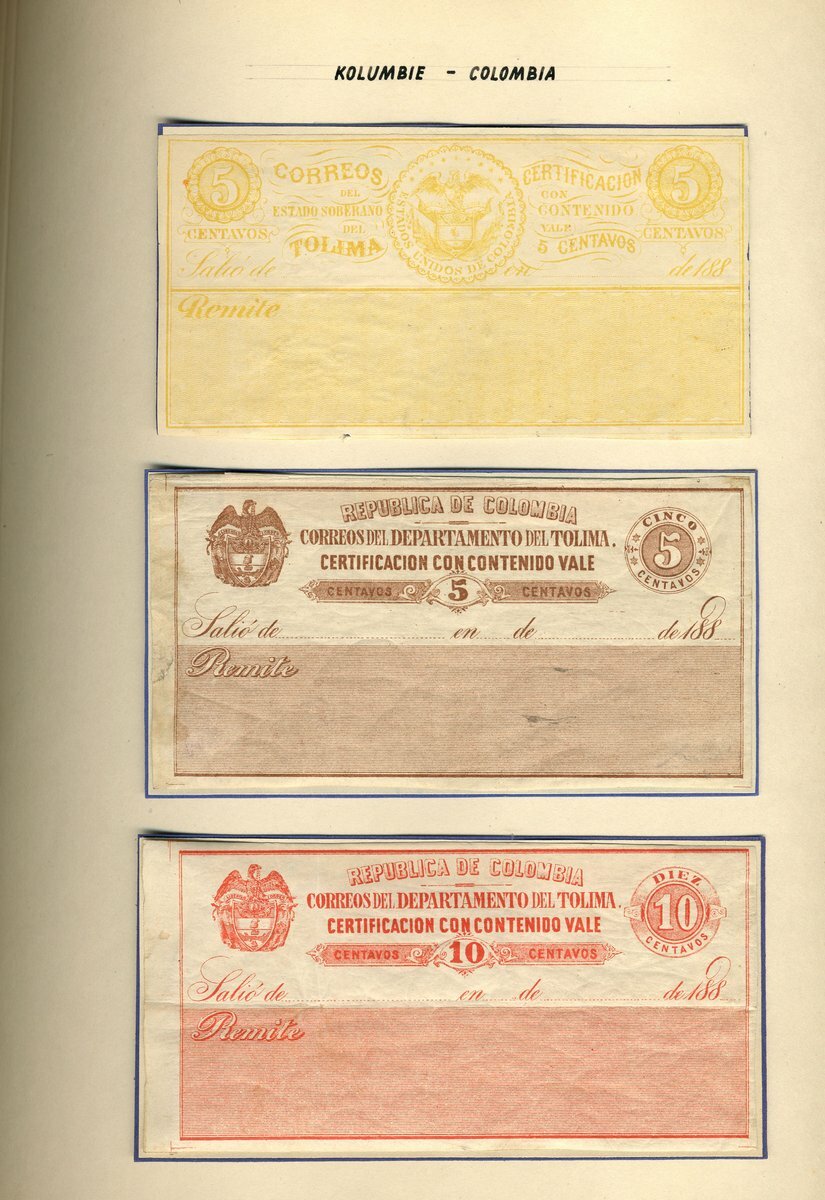 KOLUMBIE - COLOMBIA
5
CENTAVOS
CORREOS
DEL
ESTADO SOBERANO
DEL
TOLIMA
ESTADOS UNIDOS DE COLOMBIA
CERTIFICACION
CON
CONTENIDO
VALE
5 CENTAVOS
5
CENTAVOS
Salió de en de 188
Remite
REPUBLICA DE COLOMBIA
CORREOS DEL DEPARTAMENTO DEL TOLIMA.
CERTIFICACION CON CONTENIDO VALE
CENTAVOS 5 CENTAVOS
CINCO
5
CENTAVOS
Salió de en de de 188
Remite
REPUBLICA DE COLOMBIA
CORREOS DEL DEPARTAMENTO DEL TOLIMA.
CERTIFICACION CON CONTENIDO VALE
CENTAVOS 10 CENTAVOS
DIEZ
10
CENTAVOS
Salió de en de de 188
Remite